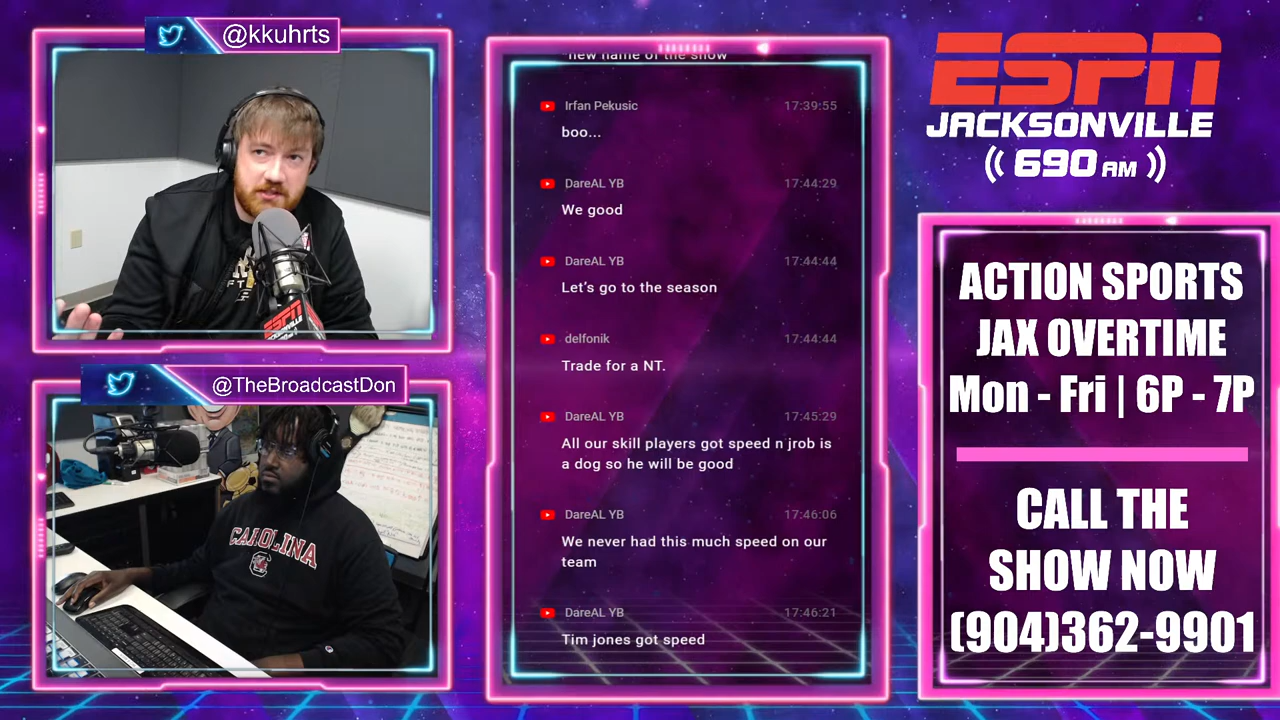 @kkuhrts
ESPN
JACKSONVILLE
@TheBroadcastDon
CAROLINA
*new name of the show
Irfan Pekusic 17:39:55
boo...
DareAL YB 17:44:29
We good
DareAL YB 17:44:44
Let's go to the season
delfonik 17:44:44
Trade for a NT.
DareAL YB 17:45:29
All our skill players got speed n jrob is
a dog so he will be good
DareAL YB 17:46:06
We never had this much speed on our
team
DareAL YB 17:46:21
Tim jones got speed
ESPN
JACKSONVILLE
690 AM
ACTION SPORTS
JAX OVERTIME
Mon - Fri | 6P - 7P
CALL THE
SHOW NOW
(904)362-9901